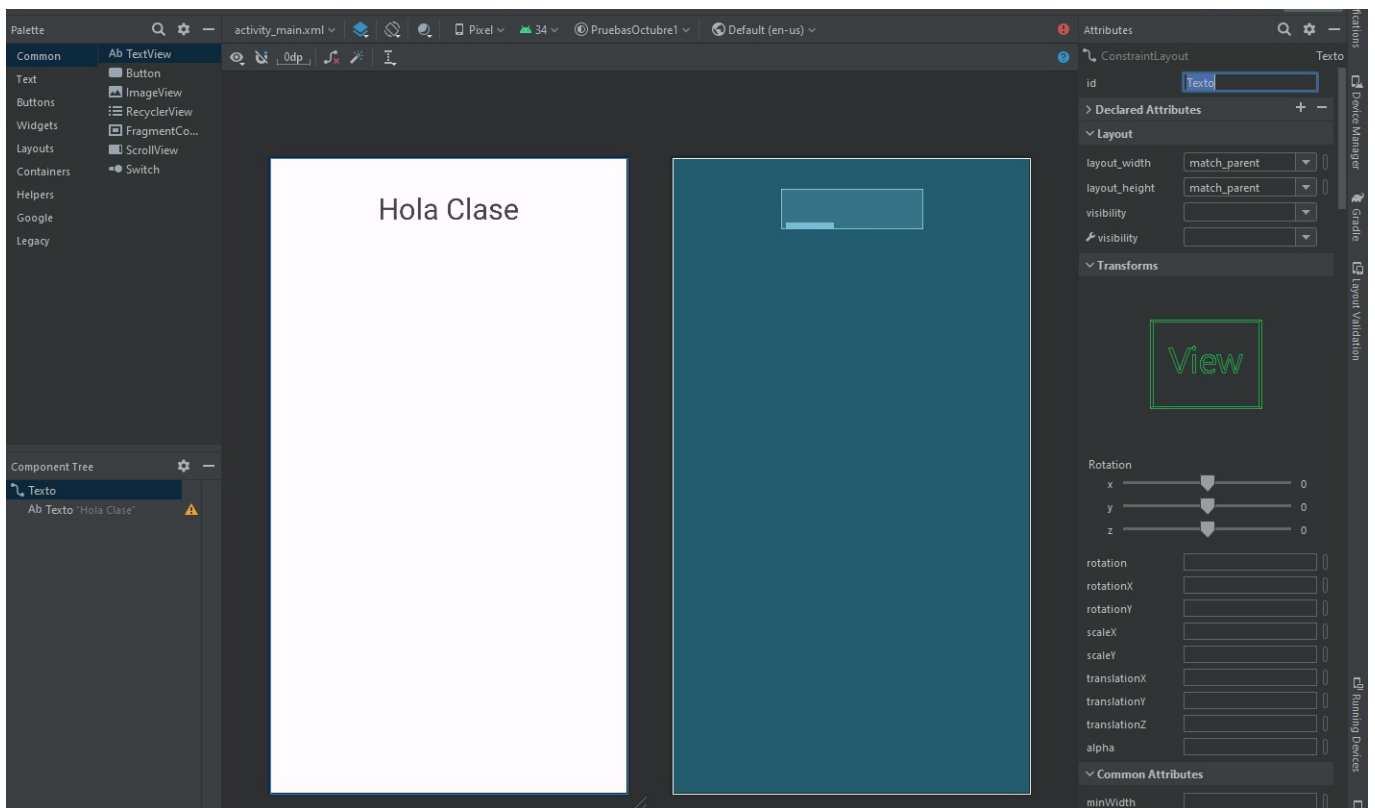 Palette
Common
Text
Buttons
Widgets
Layouts
Containers
Helpers
Google
Legacy
Ab TextView
Button
ImageView
RecyclerView
FragmentCo...
ScrollView
Switch
Component Tree
Texto
Ab Texto "Hola Clase"
activity_main.xml
Pixel
34
PruebasOctubre1
Default (en-us)
0dp
Hola Clase
Attributes
ConstraintLayout
Texto
id
Texto
Declared Attributes
Layout
layout_width
match_parent
layout_height
match_parent
visibility
visibility
Transforms
View
Rotation
x
0
y
0
z
0
rotation
rotationX
rotationY
scaleX
scaleY
translationX
translationY
translationZ
alpha
Common Attributes
minWidth
Device Manager
Gradle
Layout Validation
Running Devices